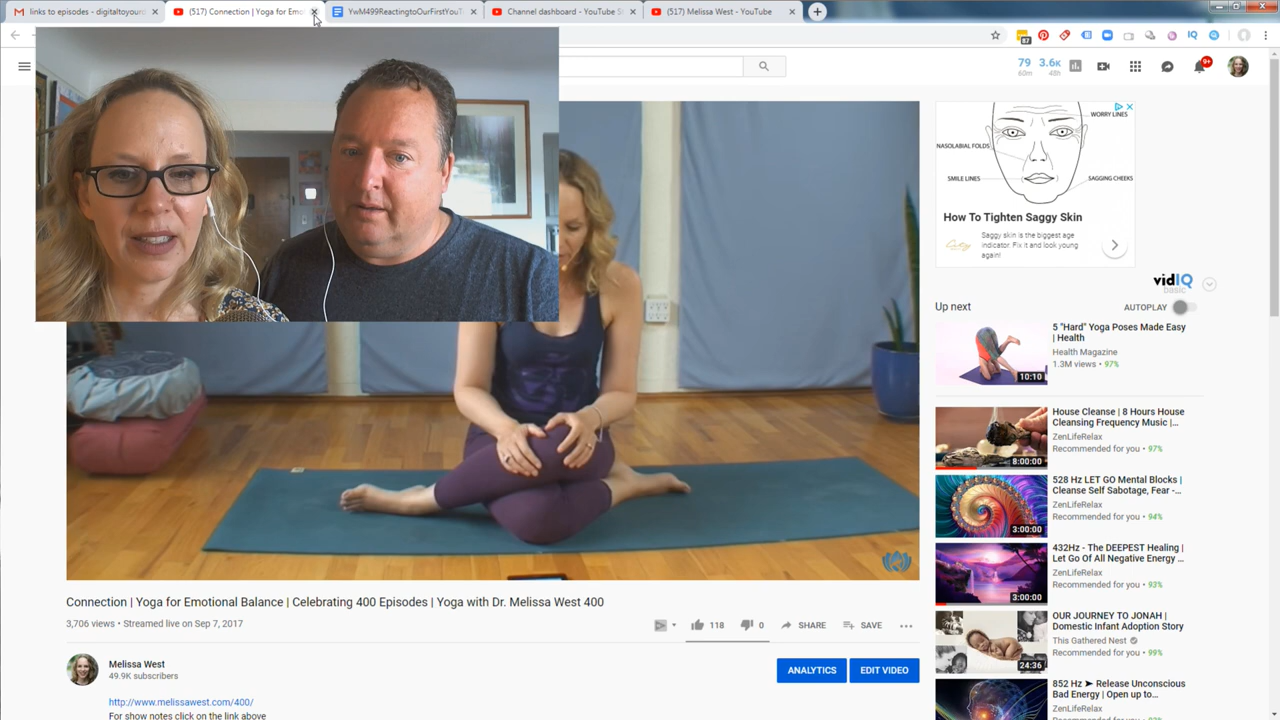 links to episodes - digitaltoyour
(517) Connection | Yoga for Emot
YwM499ReactingtoOurFirstYouT
Channel dashboard - YouTube S
(517) Melissa West - YouTube
87
IQ
79
60m
3.6K
48h
9+
WORRY LINES
NASOLABIAL FOLDS
SMILE LINES
SAGGING CHEEKS
How To Tighten Saggy Skin
Saggy skin is the biggest age
indicator. Fix it and look young
again!
vidIQ
basic
Up next
AUTOPLAY
5 "Hard" Yoga Poses Made Easy
| Health
Health Magazine
1.3M views • 97%
10:10
House Cleanse | 8 Hours House
Cleansing Frequency Music |...
ZenLifeRelax
Recommended for you • 97%
8:00:00
528 Hz LET GO Mental Blocks |
Cleanse Self Sabotage, Fear -...
ZenLifeRelax
Recommended for you • 94%
3:00:00
432Hz - The DEEPEST Healing |
Let Go Of All Negative Energy ...
ZenLifeRelax
Recommended for you • 93%
3:00:00
OUR JOURNEY TO JONAH |
Domestic Infant Adoption Story
This Gathered Nest
Recommended for you • 99%
24:36
852 Hz ➤ Release Unconscious
Bad Energy | Open up to...
ZenLifeRelax
Connection | Yoga for Emotional Balance | Celebrating 400 Episodes | Yoga with Dr. Melissa West 400
3,706 views • Streamed live on Sep 7, 2017
118
0
SHARE
SAVE
Melissa West
49.9K subscribers
ANALYTICS
EDIT VIDEO
http://www.melissawest.com/400/
For show notes click on the link above